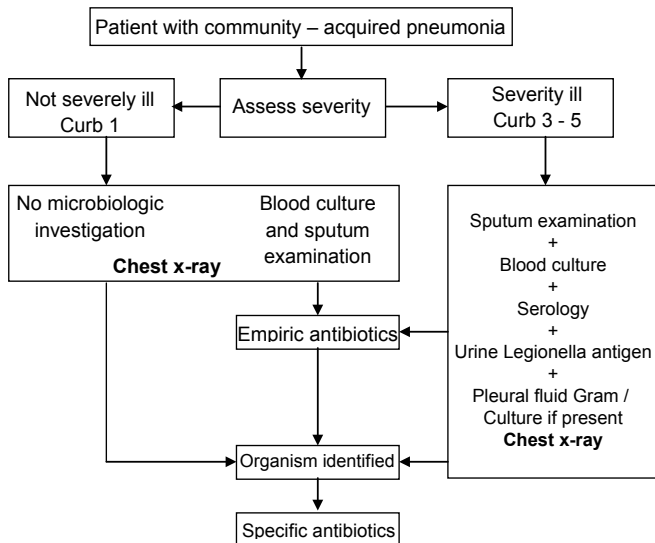 Patient with community – acquired pneumonia
Not severely ill
Curb 1
Assess severity
Severity ill
Curb 3 - 5
No microbiologic
investigation
Blood culture
and sputum
examination
Chest x-ray
Sputum examination
+
Blood culture
+
Serology
+
Urine Legionella antigen
+
Pleural fluid Gram /
Culture if present
Chest x-ray
Empiric antibiotics
Organism identified
Specific antibiotics